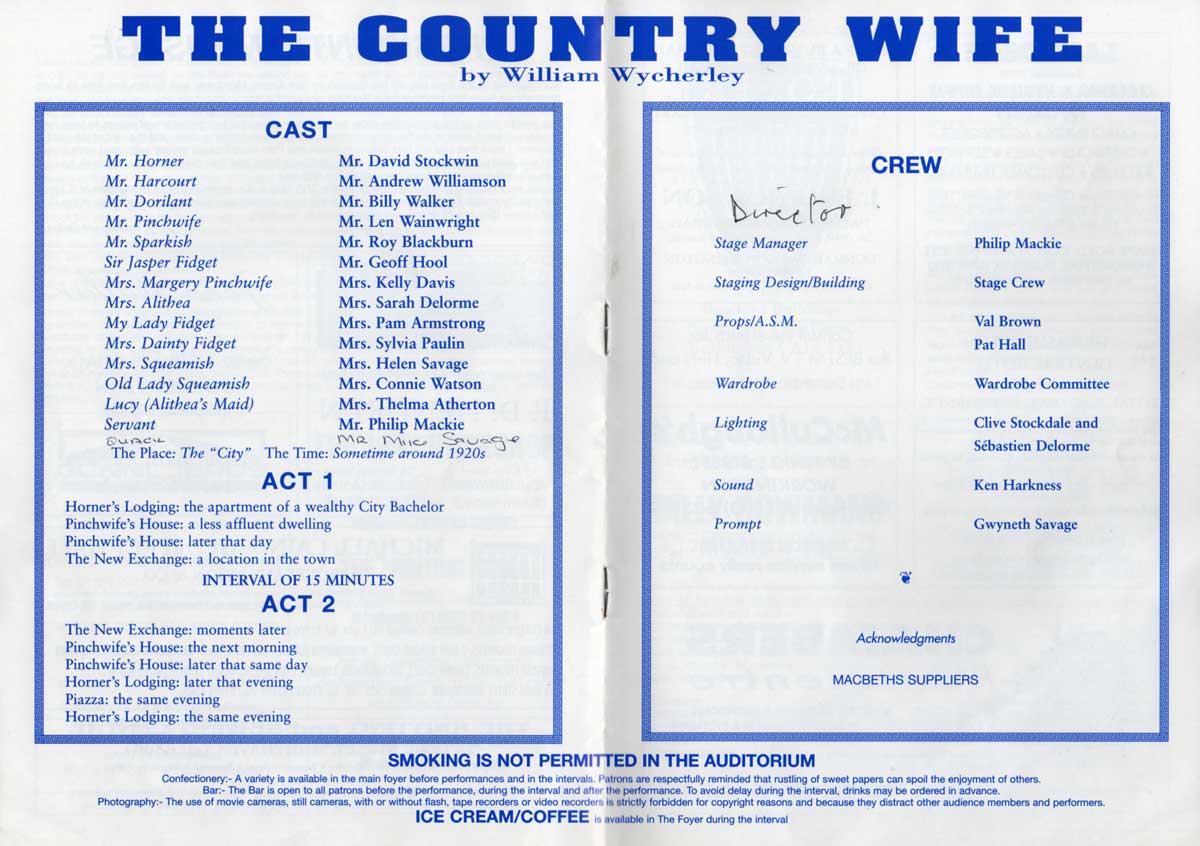 THE COUNTRY WIFE
by William Wycherley
CAST
Mr. Horner Mr. David Stockwin
Mr. Harcourt Mr. Andrew Williamson
Mr. Dorilant Mr. Billy Walker
Mr. Pinchwife Mr. Len Wainwright
Mr. Sparkish Mr. Roy Blackburn
Sir Jasper Fidget Mr. Geoff Hool
Mrs. Margery Pinchwife Mrs. Kelly Davis
Mrs. Alithea Mrs. Sarah Delorme
My Lady Fidget Mrs. Pam Armstrong
Mrs. Dainty Fidget Mrs. Sylvia Paulin
Mrs. Squeamish Mrs. Helen Savage
Old Lady Squeamish Mrs. Connie Watson
Lucy (Alithea's Maid) Mrs. Thelma Atherton
Servant Mr. Philip Mackie
QUACK MR MIKE Savage
The Place: The "City" The Time: Sometime around 1920s
ACT 1
Horner's Lodging: the apartment of a wealthy City Bachelor
Pinchwife's House: a less affluent dwelling
Pinchwife's House: later that day
The New Exchange: a location in the town
INTERVAL OF 15 MINUTES
ACT 2
The New Exchange: moments later
Pinchwife's House: the next morning
Pinchwife's House: later that same day
Horner's Lodging: later that evening
Piazza: the same evening
Horner's Lodging: the same evening
CREW
Director
Stage Manager Philip Mackie
Staging Design/Building Stage Crew
Props/A.S.M. Val Brown
Pat Hall
Wardrobe Wardrobe Committee
Lighting Clive Stockdale and
Sébastien Delorme
Sound Ken Harkness
Prompt Gwyneth Savage
Acknowledgments
MACBETHS SUPPLIERS
SMOKING IS NOT PERMITTED IN THE AUDITORIUM
Confectionery:- A variety is available in the main foyer before performances and in the intervals. Patrons are respectfully reminded that rustling of sweet papers can spoil the enjoyment of others.
Bar:- The Bar is open to all patrons before the performance, during the interval and after the performance. To avoid delay during the interval, drinks may be ordered in advance.
Photography:- The use of movie cameras, still cameras, with or without flash, tape recorders or video recorders is strictly forbidden for copyright reasons and because they distract other audience members and performers.
ICE CREAM/COFFEE is available in The Foyer during the interval